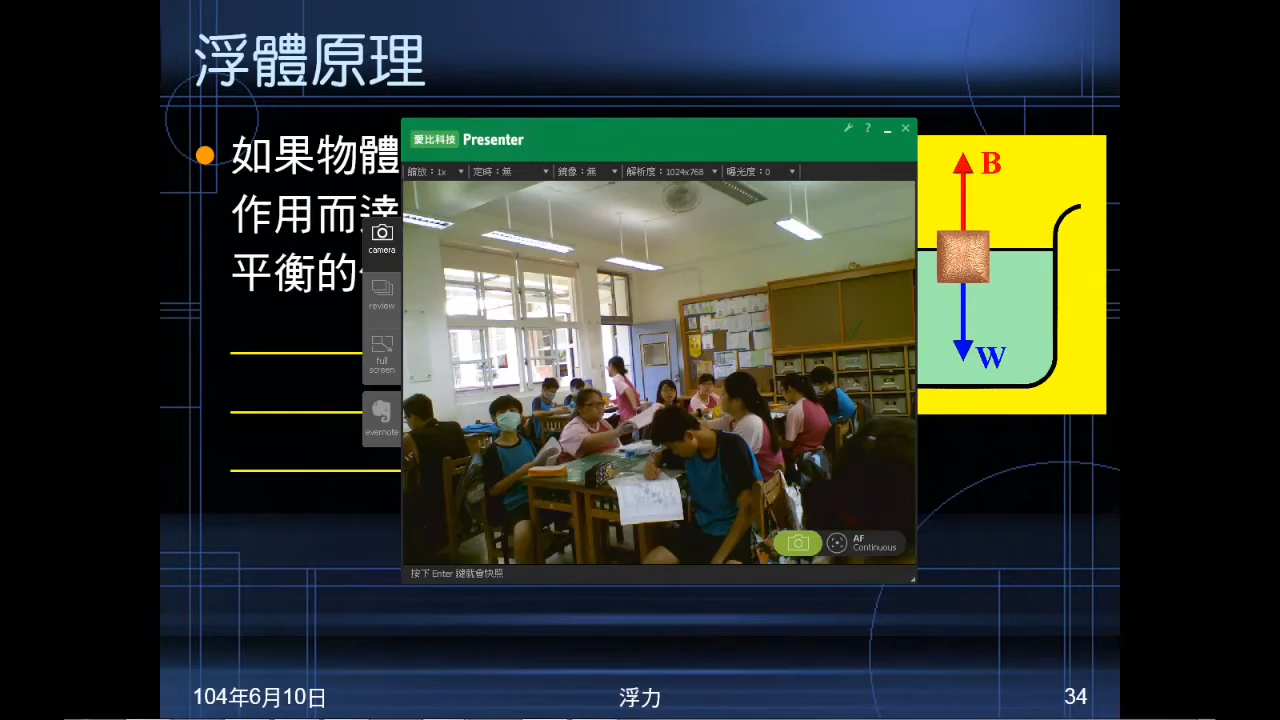 浮體原理
如果物體
作用而達
平衡的
愛比科技 Presenter
縮放：1x 定時：無 鏡像：無 解析度：1024x768 曝光度：0
camera
review
full
screen
evernote
B
W
AF
Continuous
按下 Enter 鍵就會快照
104年6月10日 浮力 34